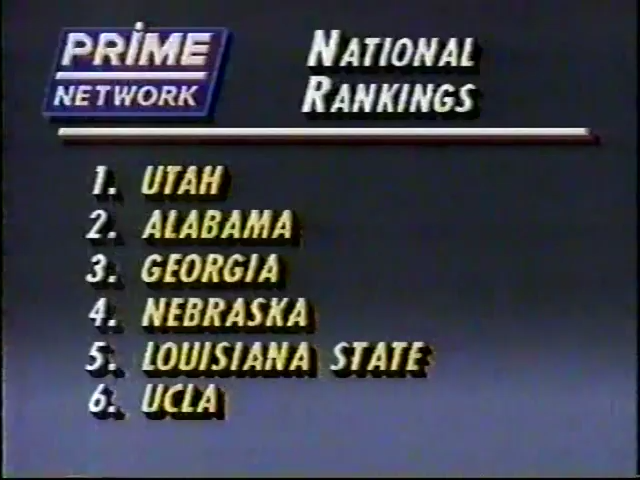 PRIME
NETWORK
NATIONAL
RANKINGS
1. UTAH
2. ALABAMA
3. GEORGIA
4. NEBRASKA
5. LOUISIANA STATE
6. UCLA